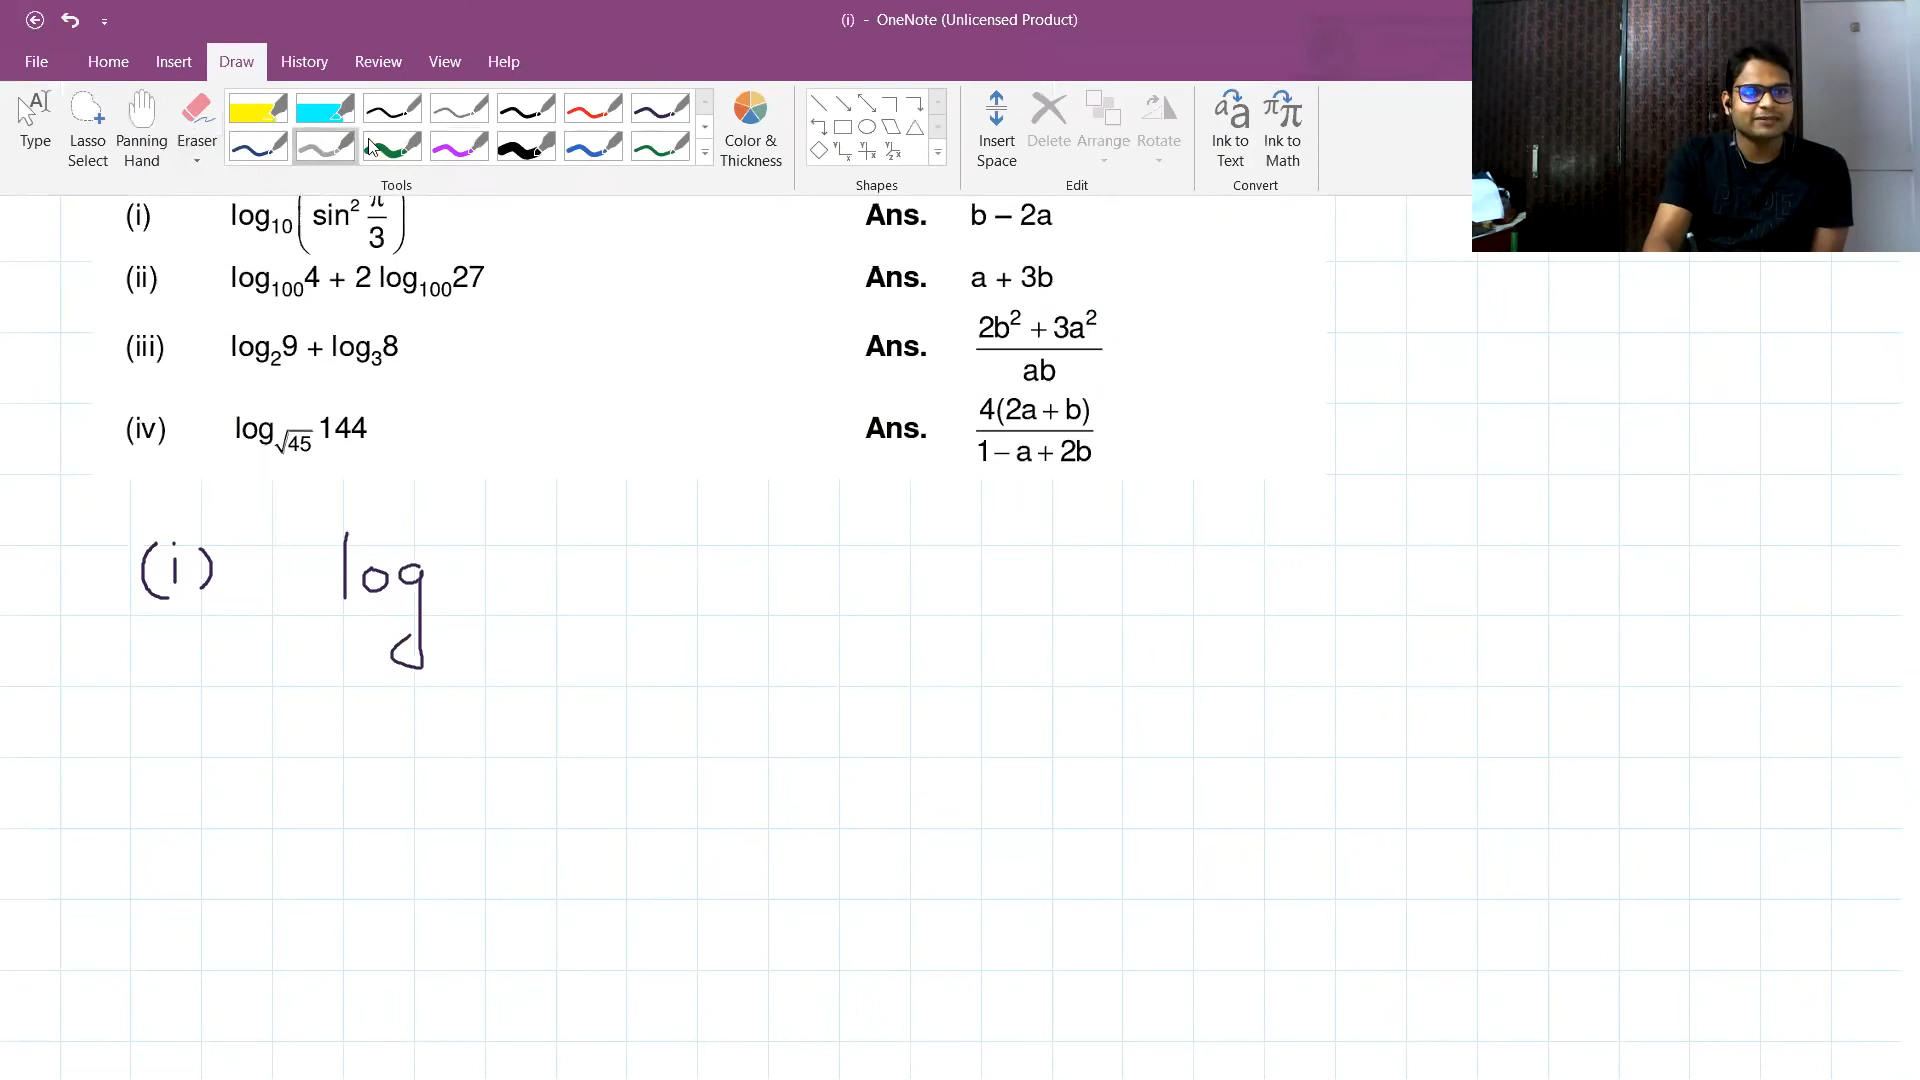 (i) - OneNote (Unlicensed Product)
File Home Insert Draw History Review View Help
Type Lasso Select Panning Hand Eraser Color & Thickness Insert Space Delete Arrange Rotate Ink to Text Ink to Math
Tools Shapes Edit Convert
(i) log₁₀(sin² π/3) Ans. b – 2a
(ii) log₁₀₀4 + 2 log₁₀₀27 Ans. a + 3b
(iii) log₂9 + log₃8 Ans. (2b² + 3a²)/ab
(iv) log_√45 144 Ans. 4(2a + b)/(1 – a + 2b)
(i) log